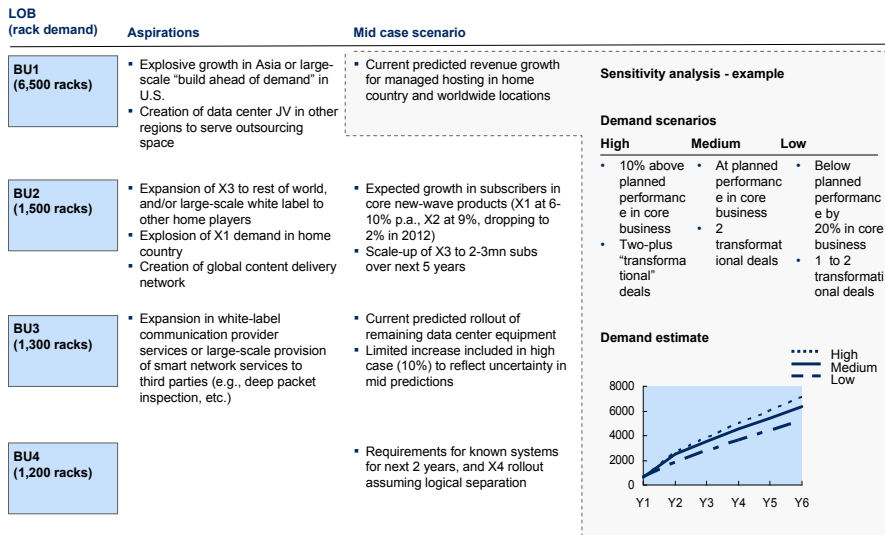 LOB
(rack demand)
Aspirations
Mid case scenario
BU1
(6,500 racks)
▪ Explosive growth in Asia or large-
scale “build ahead of demand” in
U.S.
▪ Creation of data center JV in other
regions to serve outsourcing
space
▪ Current predicted revenue growth
for managed hosting in home
country and worldwide locations
BU2
(1,500 racks)
▪ Expansion of X3 to rest of world,
and/or large-scale white label to
other home players
▪ Explosion of X1 demand in home
country
▪ Creation of global content delivery
network
▪ Expected growth in subscribers in
core new-wave products (X1 at 6-
10% p.a., X2 at 9%, dropping to
2% in 2012)
▪ Scale-up of X3 to 2-3mn subs
over next 5 years
BU3
(1,300 racks)
▪ Expansion in white-label
communication provider
services or large-scale provision
of smart network services to
third parties (e.g., deep packet
inspection, etc.)
▪ Current predicted rollout of
remaining data center equipment
▪ Limited increase included in high
case (10%) to reflect uncertainty in
mid predictions
BU4
(1,200 racks)
▪ Requirements for known systems
for next 2 years, and X4 rollout
assuming logical separation
Sensitivity analysis - example
Demand scenarios
High
Medium
Low
• 10% above
planned
performanc
e in core
business
• Two-plus
“transforma
tional”
deals
• At planned
performanc
e in core
business
• 2
transformat
ional deals
• Below
planned
performanc
e by
20% in core
business
• 1 to 2
transformati
onal deals
Demand estimate
High
Medium
Low
8000
6000
4000
2000
0
Y1 Y2 Y3 Y4 Y5 Y6